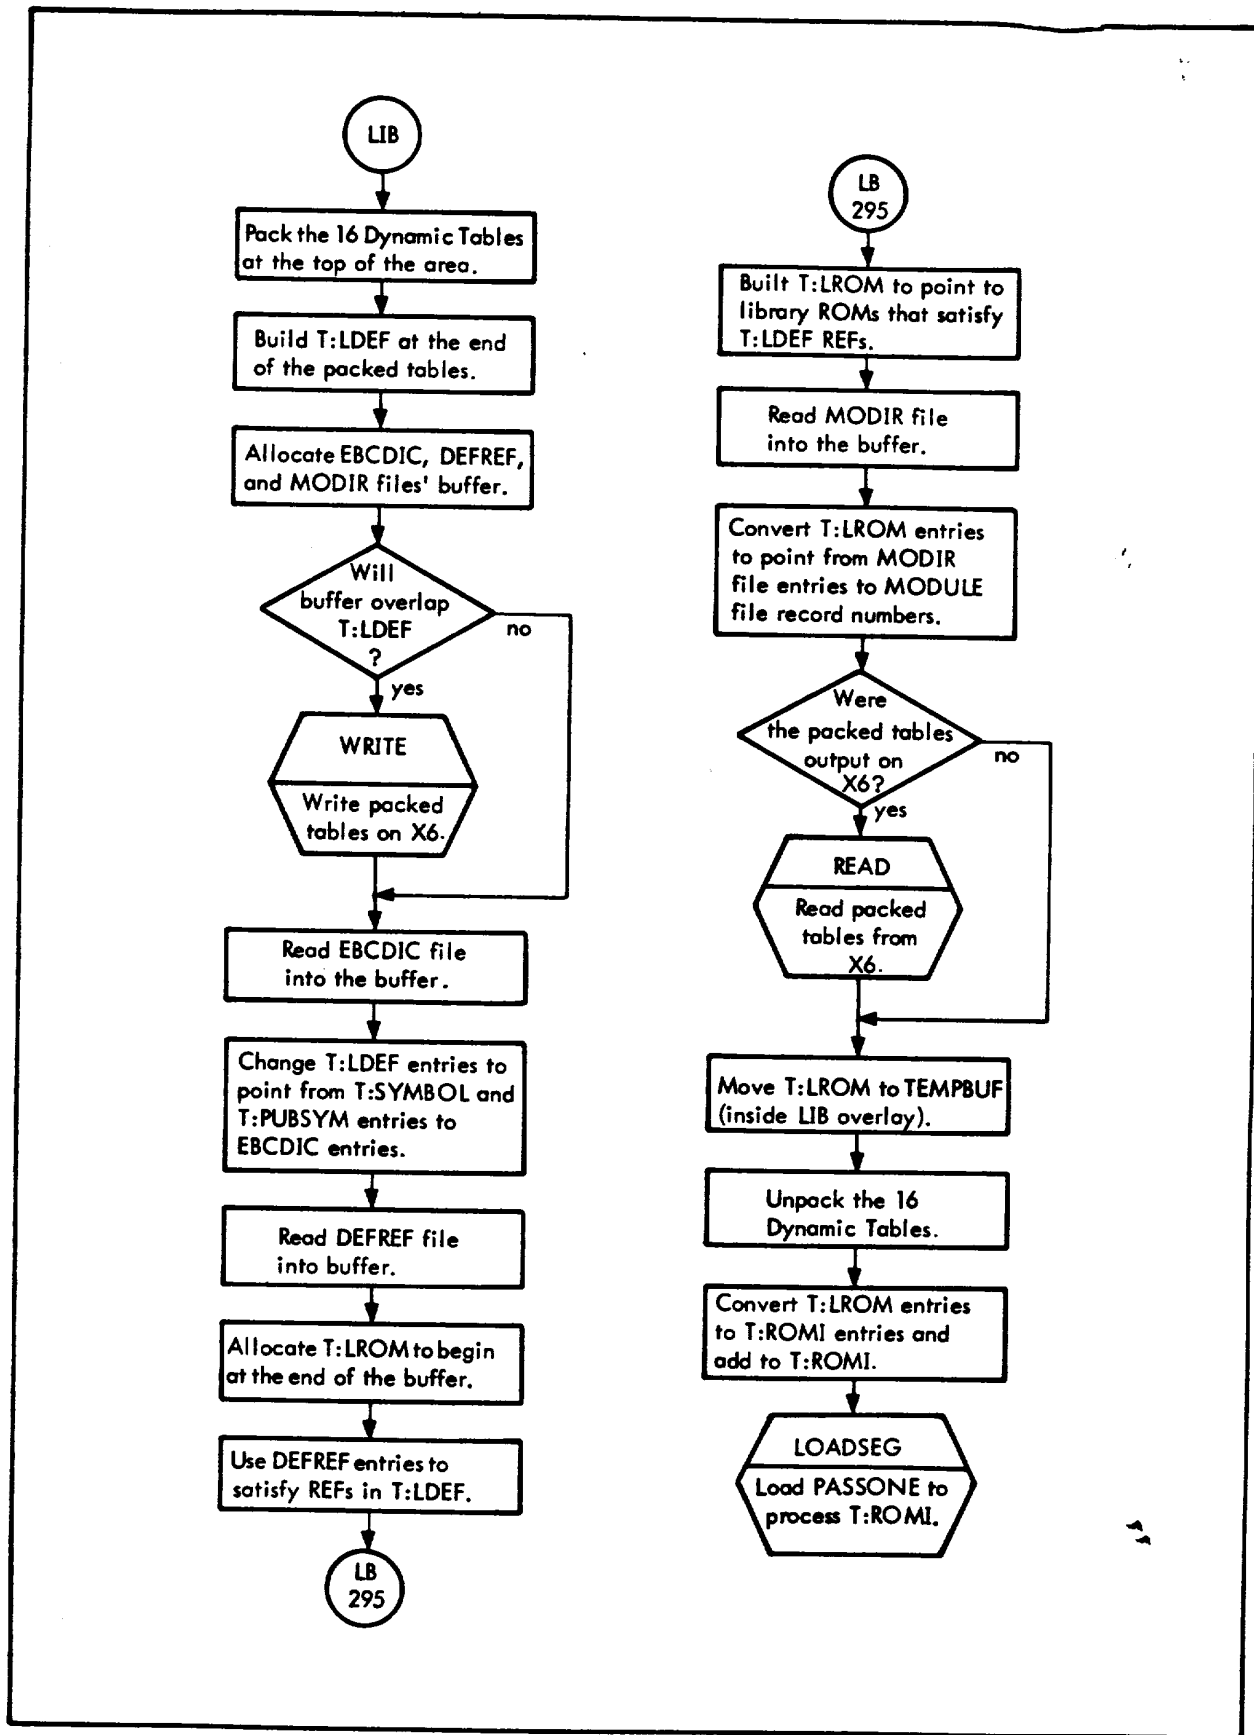 LIB
Pack the 16 Dynamic Tables
at the top of the area.
Build T:LDEF at the end
of the packed tables.
Allocate EBCDIC, DEFREF,
and MODIR files' buffer.
Will
buffer overlap
T:LDEF
?
no
yes
WRITE
Write packed
tables on X6.
Read EBCDIC file
into the buffer.
Change T:LDEF entries to
point from T:SYMBOL and
T:PUBSYM entries to
EBCDIC entries.
Read DEFREF file
into buffer.
Allocate T:LROM to begin
at the end of the buffer.
Use DEFREF entries to
satisfy REFs in T:LDEF.
LB
295
LB
295
Built T:LROM to point to
library ROMs that satisfy
T:LDEF REFs.
Read MODIR file
into the buffer.
Convert T:LROM entries
to point from MODIR
file entries to MODULE
file record numbers.
Were
the packed tables
output on
X6?
no
yes
READ
Read packed
tables from
X6.
Move T:LROM to TEMPBUF
(inside LIB overlay).
Unpack the 16
Dynamic Tables.
Convert T:LROM entries
to T:ROMI entries and
add to T:ROMI.
LOADSEG
Load PASSONE to
process T:ROMI.